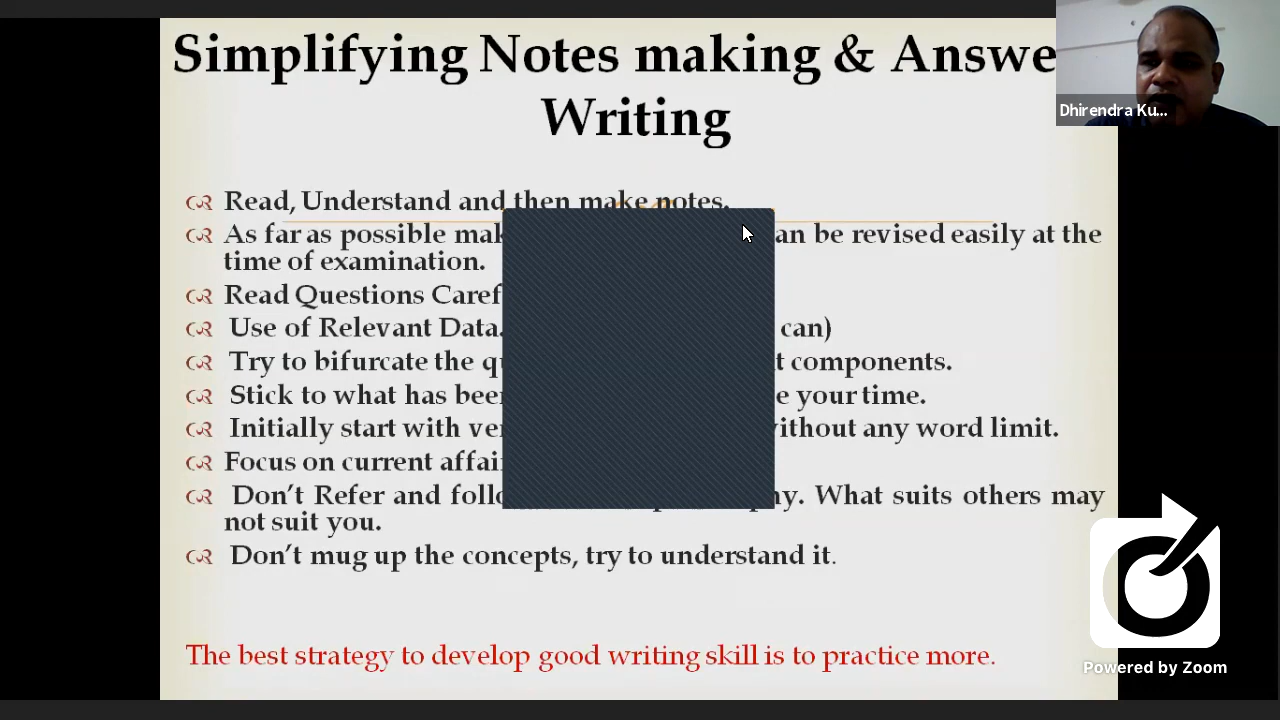 Simplifying Notes making & Answe
Writing
Dhirendra Ku...
Read, Understand and then make notes.
As far as possible mak an be revised easily at the
time of examination.
Read Questions Caref
Use of Relevant Data. can)
Try to bifurcate the qu t components.
Stick to what has been e your time.
Initially start with ver without any word limit.
Focus on current affai
Don't Refer and follo hy. What suits others may
not suit you.
Don't mug up the concepts, try to understand it.
The best strategy to develop good writing skill is to practice more.
Powered by Zoom